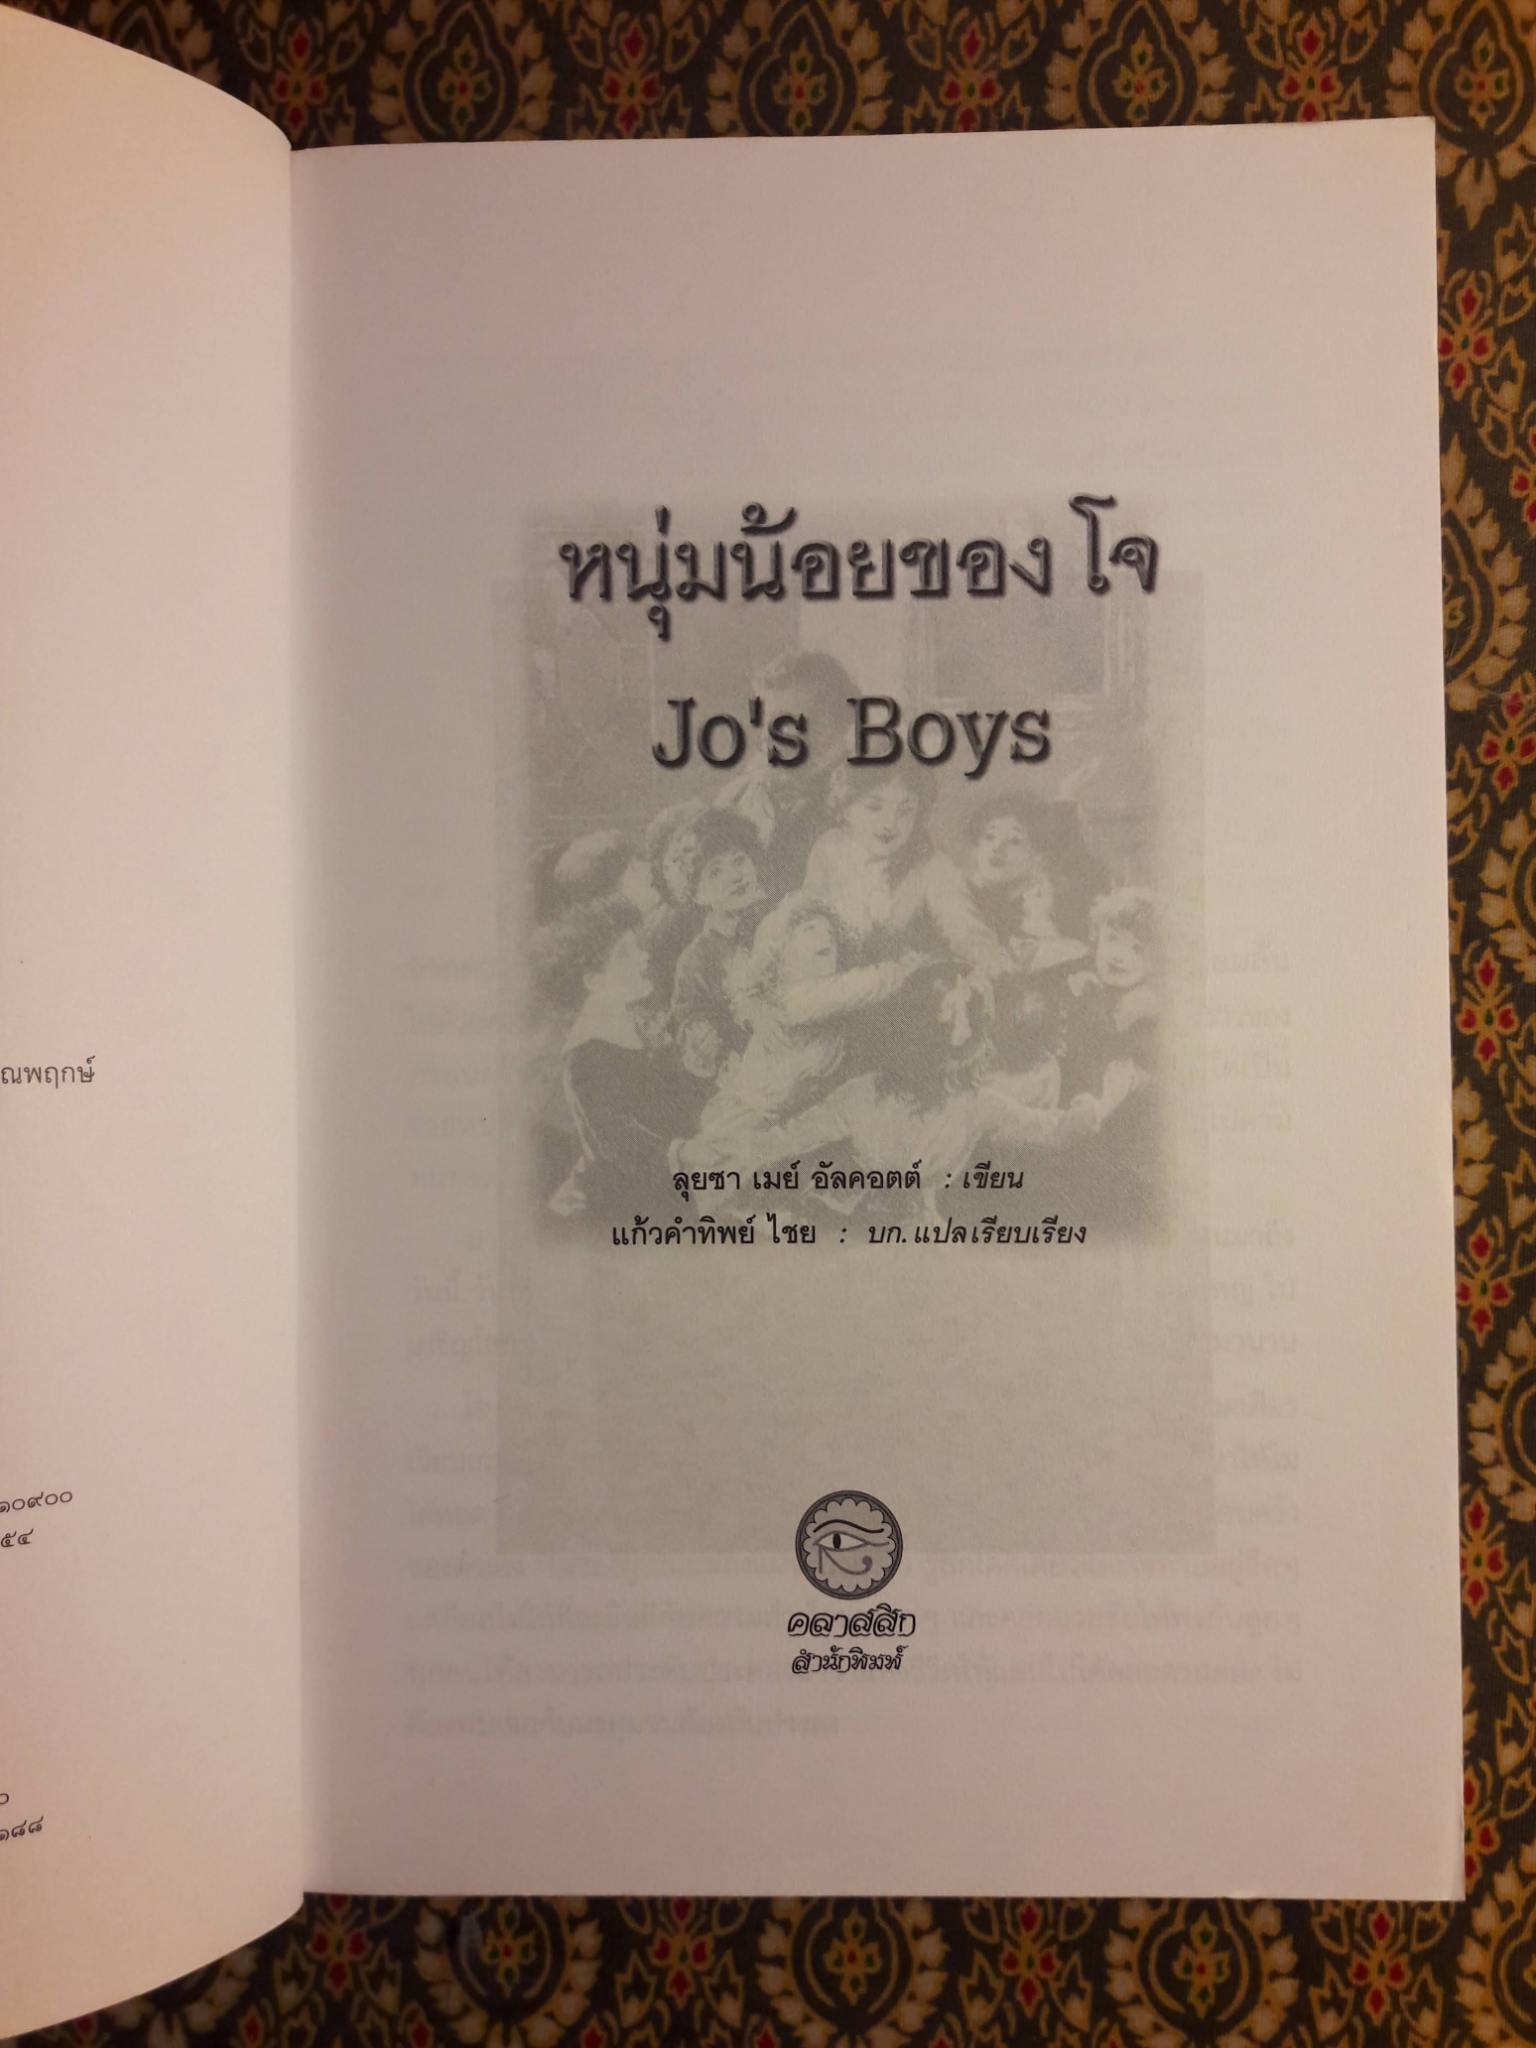 ณพฤกษ์
๑๐๙๐๐
๕๔
๑๘๘
หนุ่มน้อยของ โจ
Jo's Boys
ลุยซา เมย์ อัลคอตต์ : เขียน
แก้วคำทิพย์ ไชย : บก.แปลเรียบเรียง
คลาสสิก
สำนักพิมพ์